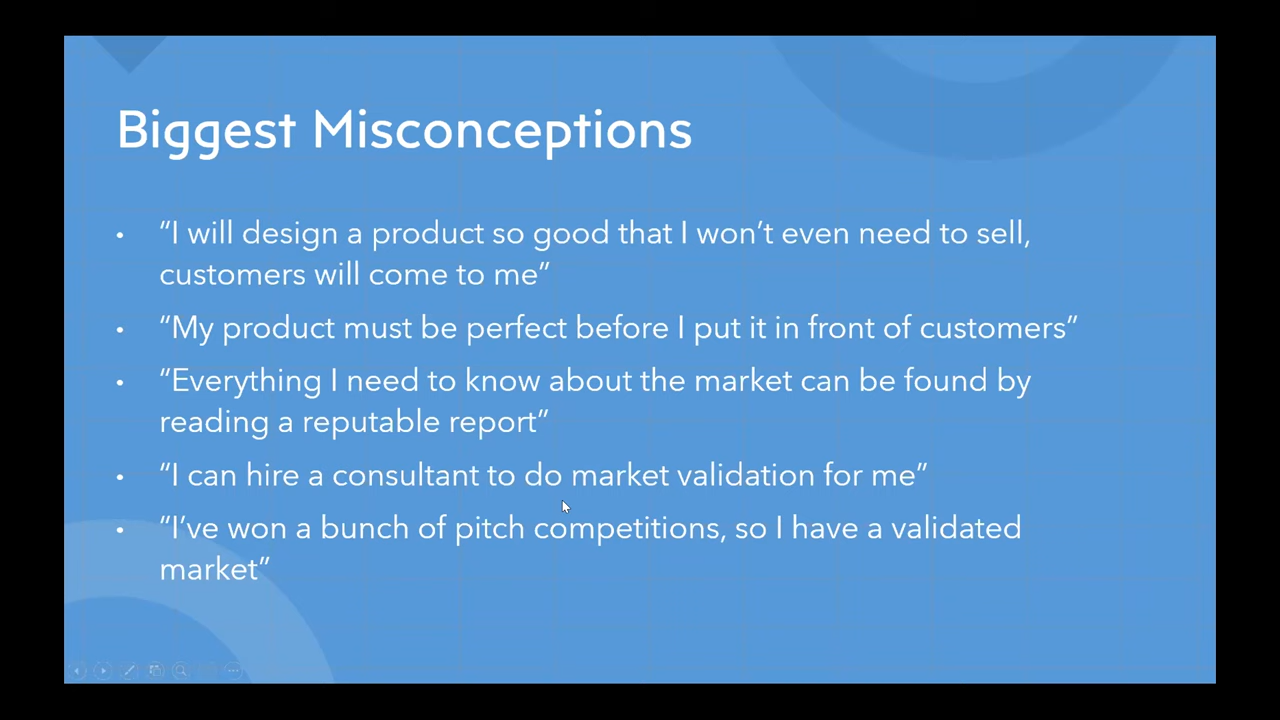 Biggest Misconceptions
• “I will design a product so good that I won’t even need to sell,
customers will come to me”
• “My product must be perfect before I put it in front of customers”
• “Everything I need to know about the market can be found by
reading a reputable report”
• “I can hire a consultant to do market validation for me”
• “I’ve won a bunch of pitch competitions, so I have a validated
market”